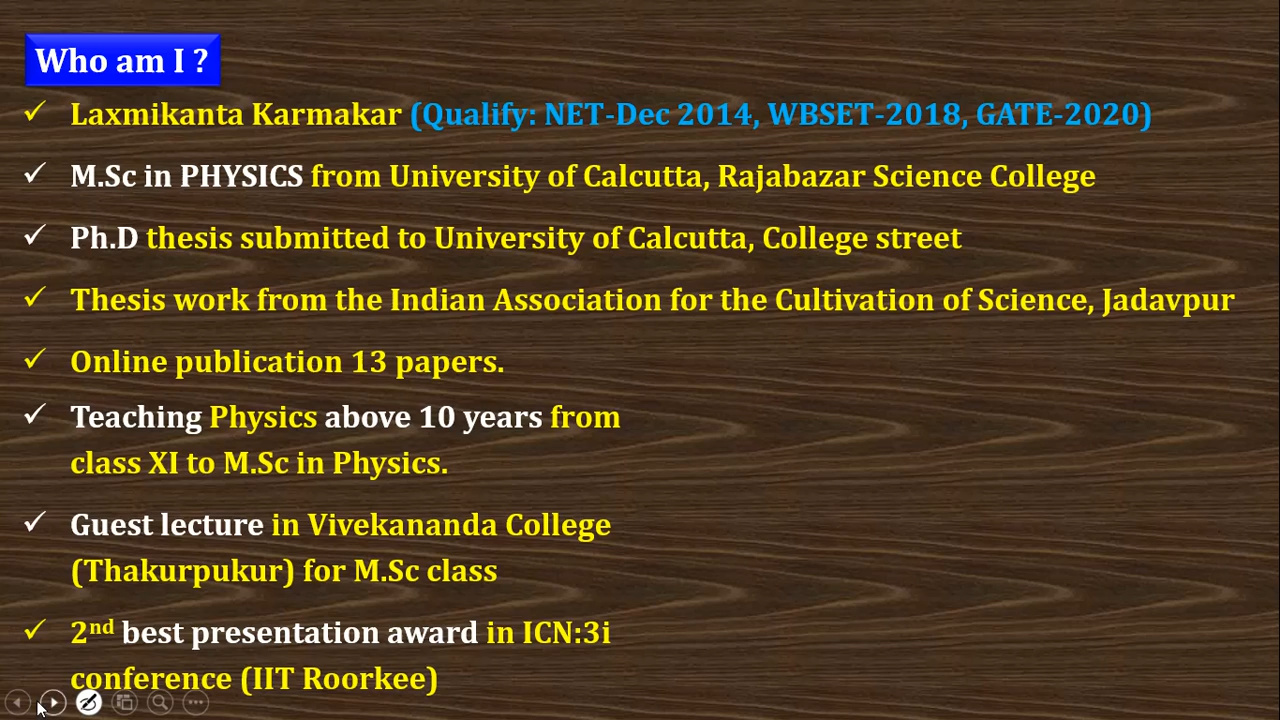 Who am I ?
✓ Laxmikanta Karmakar (Qualify: NET-Dec 2014, WBSET-2018, GATE-2020)
✓ M.Sc in PHYSICS from University of Calcutta, Rajabazar Science College
✓ Ph.D thesis submitted to University of Calcutta, College street
✓ Thesis work from the Indian Association for the Cultivation of Science, Jadavpur
✓ Online publication 13 papers.
✓ Teaching Physics above 10 years from
class XI to M.Sc in Physics.
✓ Guest lecture in Vivekananda College
(Thakurpukur) for M.Sc class
✓ 2nd best presentation award in ICN:3i
conference (IIT Roorkee)